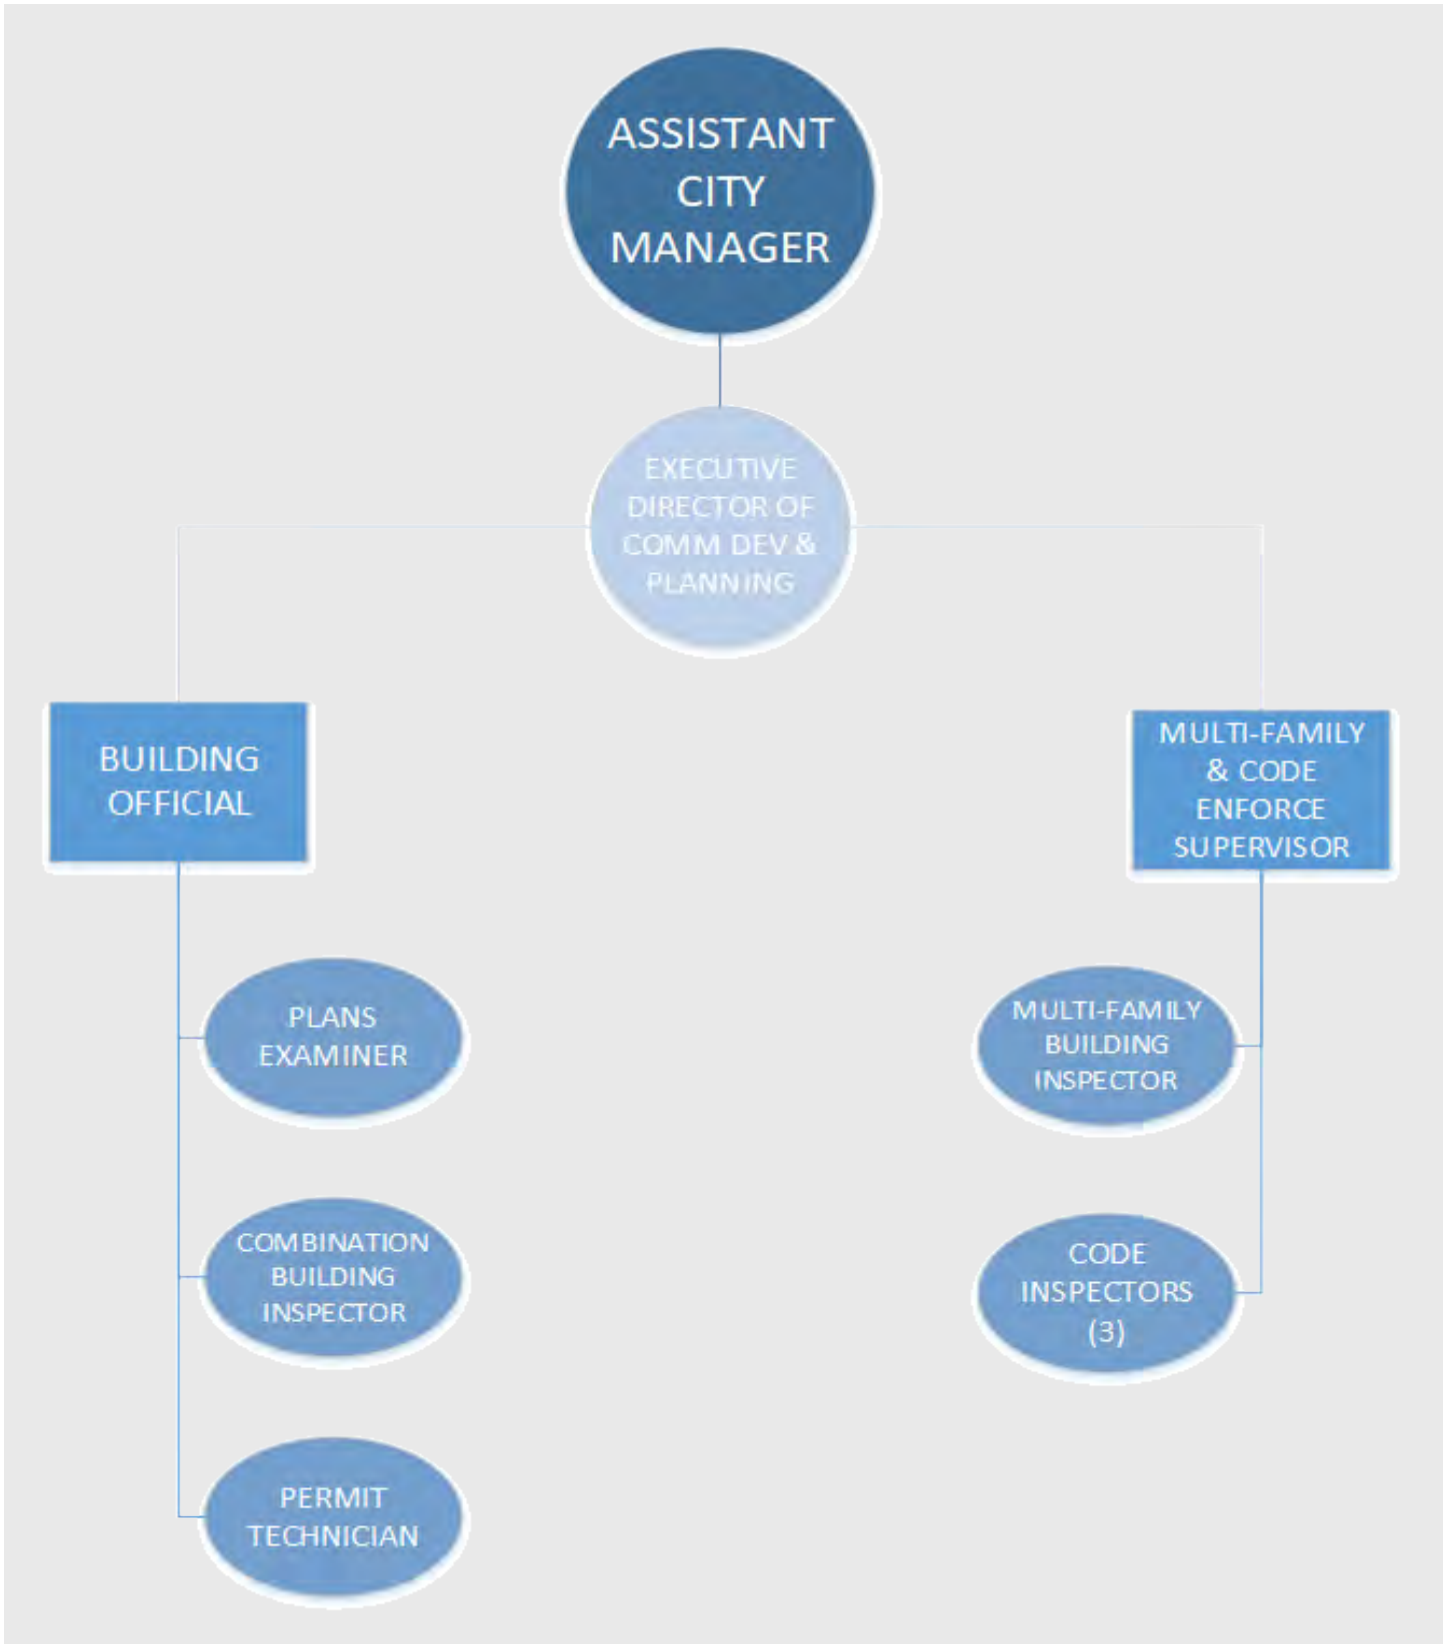 ASSISTANT
CITY
MANAGER
EXECUTIVE
DIRECTOR OF
COMM DEV &
PLANNING
BUILDING
OFFICIAL
MULTI-FAMILY
& CODE
ENFORCE
SUPERVISOR
PLANS
EXAMINER
MULTI-FAMILY
BUILDING
INSPECTOR
COMBINATION
BUILDING
INSPECTOR
CODE
INSPECTORS
(3)
PERMIT
TECHNICIAN